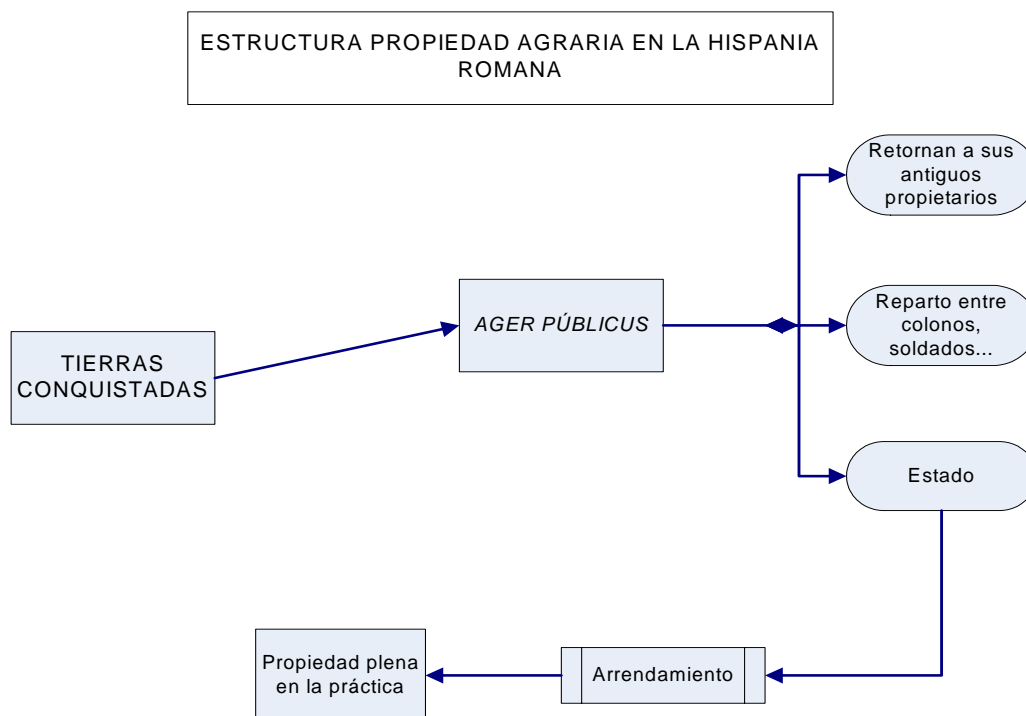 ESTRUCTURA PROPIEDAD AGRARIA EN LA HISPANIA
ROMANA
Retornan a sus
antiguos
propietarios
AGER PÚBLICUS
Reparto entre
colonos,
soldados...
TIERRAS
CONQUISTADAS
Estado
Propiedad plena
en la práctica
Arrendamiento